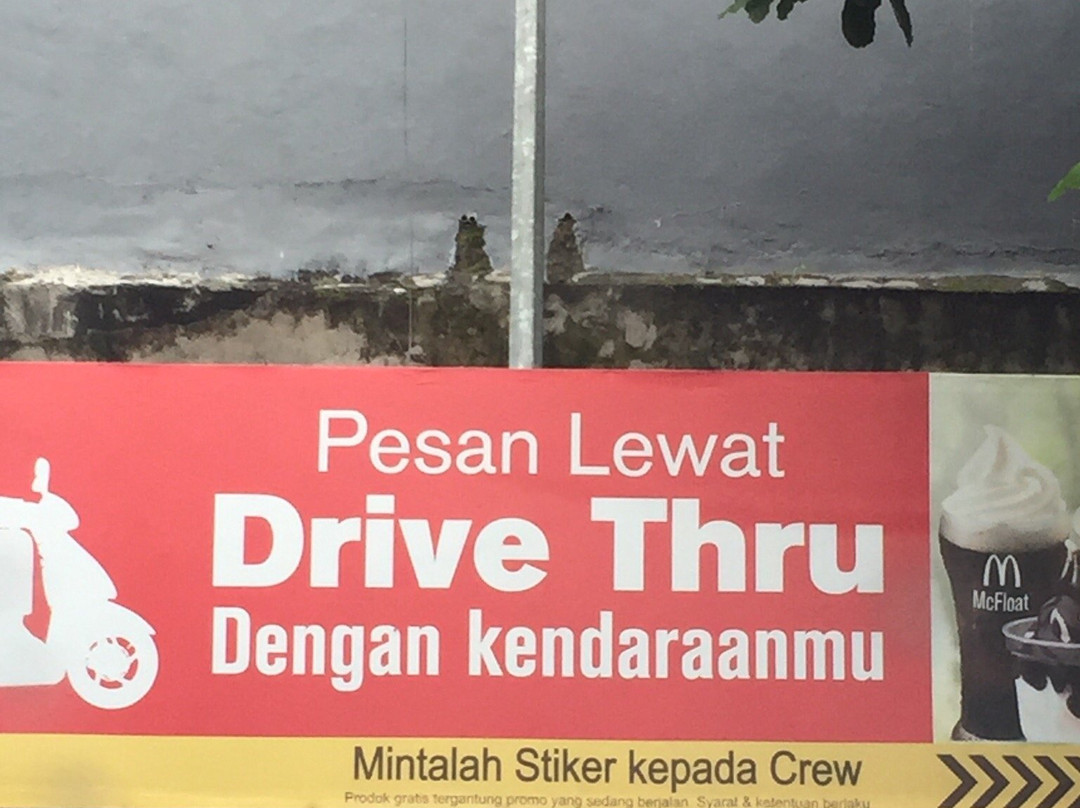 Pesan Lewat
Drive Thru
Dengan kendaraanmu
McFloat
Mintalah Stiker kepada Crew
Produk gratis tergantung promo yang sedang berjalan. Syarat & ketentuan berlaku